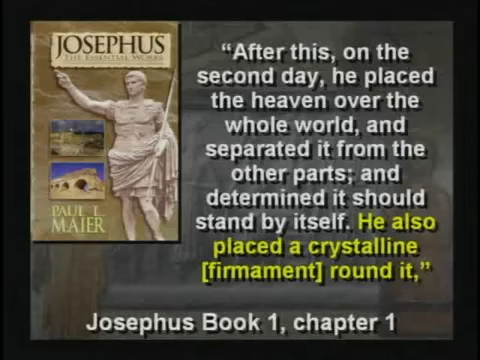 JOSEPHUS
THE ESSENTIAL WORKS
PAUL L.
MAIER
“After this, on the
second day, he placed
the heaven over the
whole world, and
separated it from the
other parts; and
determined it should
stand by itself. He also
placed a crystalline
[firmament] round it,”
Josephus Book 1, chapter 1